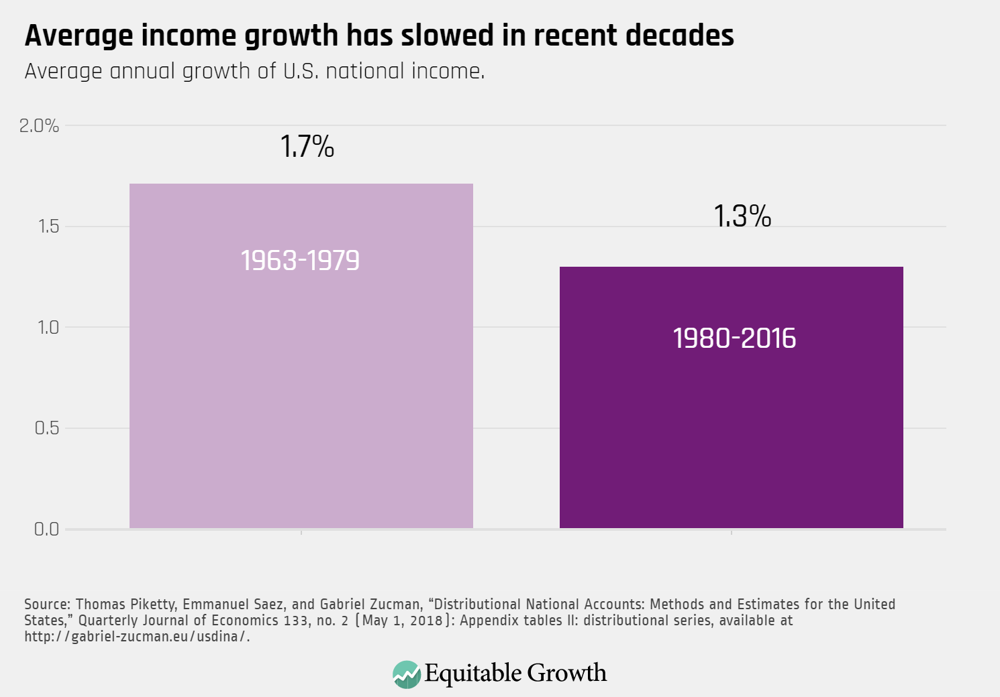 Average income growth has slowed in recent decades
Average annual growth of U.S. national income.
2.0%
1.7%
1.3%
1.5
1963-1979
1.0
1980-2016
0.5
0.0
Source: Thomas Piketty, Emmanuel Saez, and Gabriel Zucman, “Distributional National Accounts: Methods and Estimates for the United
States,” Quarterly Journal of Economics 133, no. 2 (May 1, 2018): Appendix tables II: distributional series, available at
http://gabriel-zucman.eu/usdina/.
Equitable Growth